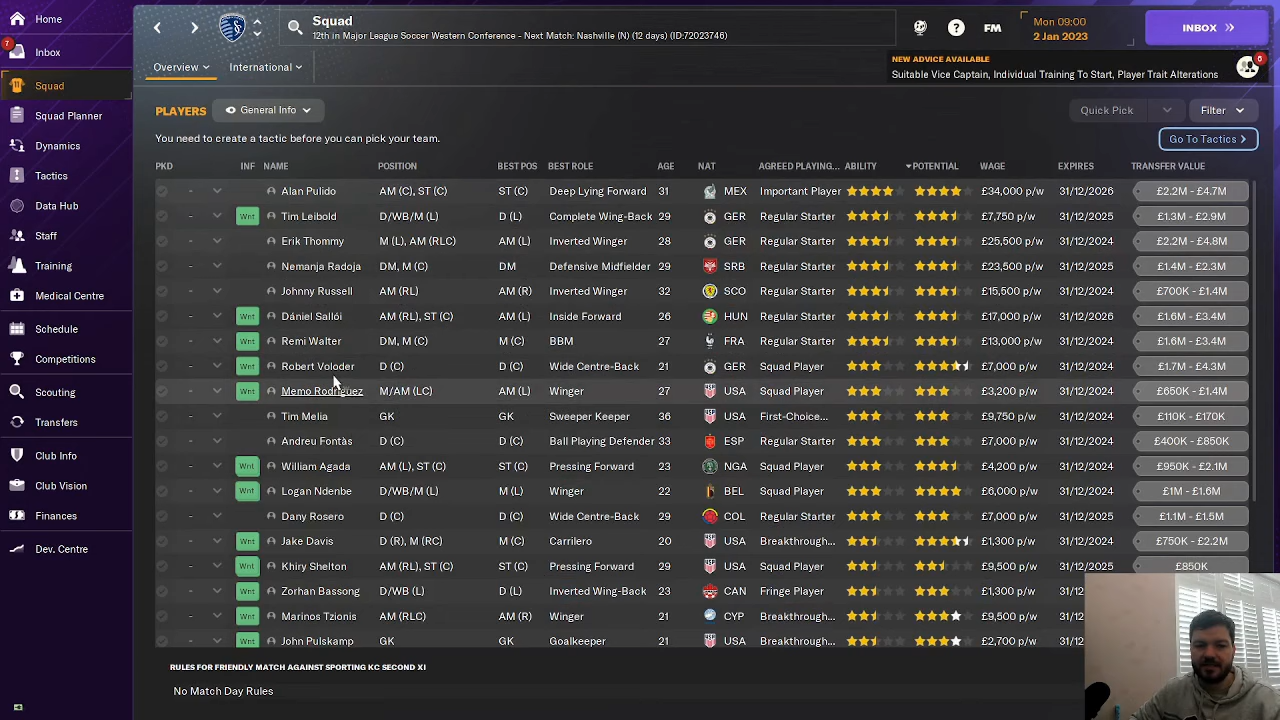 Home
7
Inbox
Squad
Squad Planner
Dynamics
Tactics
Data Hub
Staff
Training
Medical Centre
Schedule
Competitions
Scouting
Transfers
Club Info
Club Vision
Finances
Dev. Centre
Squad
12th in Major League Soccer Western Conference - Next Match: Nashville (N) (12 days) (ID:72023746)
?
FM
Mon 09:00
2 Jan 2023
INBOX
Overview
International
NEW ADVICE AVAILABLE
Suitable Vice Captain, Individual Training To Start, Player Trait Alterations
PLAYERS
General Info
Quick Pick
Filter
You need to create a tactic before you can pick your team.
Go To Tactics
PKD INF NAME POSITION BEST POS BEST ROLE AGE NAT AGREED PLAYING... ABILITY POTENTIAL WAGE EXPIRES TRANSFER VALUE
- Alan Pulido AM (C), ST (C) ST (C) Deep Lying Forward 31 MEX Important Player £34,000 p/w 31/12/2026 £2.2M - £4.7M
- Wnt Tim Leibold D/WB/M (L) D (L) Complete Wing-Back 29 GER Regular Starter £7,750 p/w 31/12/2025 £1.3M - £2.9M
- Erik Thommy M (L), AM (RLC) AM (L) Inverted Winger 28 GER Regular Starter £25,500 p/w 31/12/2024 £2.2M - £4.8M
- Nemanja Radoja DM, M (C) DM Defensive Midfielder 29 SRB Regular Starter £23,500 p/w 31/12/2025 £1.4M - £2.3M
- Johnny Russell AM (RL) AM (R) Inverted Winger 32 SCO Regular Starter £15,500 p/w 31/12/2024 £700K - £1.4M
- Wnt Dániel Sallói AM (RL), ST (C) AM (L) Inside Forward 26 HUN Regular Starter £17,000 p/w 31/12/2026 £1.6M - £3.4M
- Wnt Remi Walter DM, M (C) M (C) BBM 27 FRA Regular Starter £13,000 p/w 31/12/2024 £1.6M - £3.4M
- Wnt Robert Voloder D (C) D (C) Wide Centre-Back 21 GER Squad Player £7,000 p/w 31/12/2024 £1.7M - £4.3M
- Wnt Memo Rodríguez M/AM (LC) AM (L) Winger 27 USA Squad Player £3,200 p/w 31/12/2024 £650K - £1.4M
- Tim Melia GK GK Sweeper Keeper 36 USA First-Choice... £9,750 p/w 31/12/2024 £110K - £170K
- Andreu Fontàs D (C) D (C) Ball Playing Defender 33 ESP Regular Starter £7,000 p/w 31/12/2024 £400K - £850K
- Wnt William Agada AM (L), ST (C) ST (C) Pressing Forward 23 NGA Squad Player £4,200 p/w 31/12/2024 £950K - £2.1M
- Wnt Logan Ndenbe D/WB/M (L) M (L) Winger 22 BEL Squad Player £6,000 p/w 31/12/2024 £1M - £1.6M
- Dany Rosero D (C) D (C) Wide Centre-Back 29 COL Regular Starter £7,000 p/w 31/12/2025 £1.1M - £1.5M
- Wnt Jake Davis D (R), M (RC) M (C) Carrilero 20 USA Breakthrough... £1,300 p/w 31/12/2024 £750K - £2.2M
- Wnt Khiry Shelton AM (RL), ST (C) ST (C) Pressing Forward 29 USA Squad Player £9,500 p/w 31/12/2024 £850K
- Wnt Zorhan Bassong D/WB (L) D (L) Inverted Wing-Back 23 CAN Fringe Player £1,300 p/w 31/12
- Wnt Marinos Tzionis AM (RLC) AM (R) Winger 21 CYP Breakthrough... £9,500 p/w 31/12
- Wnt John Pulskamp GK GK Goalkeeper 21 USA Breakthrough... £2,700 p/w 31/12
RULES FOR FRIENDLY MATCH AGAINST SPORTING KC SECOND XI
No Match Day Rules